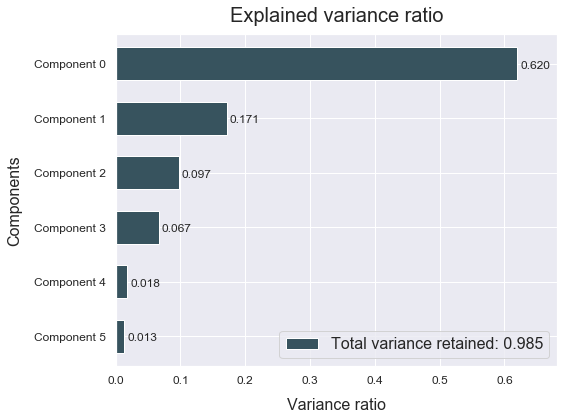 Explained variance ratio
Components
Component 0
0.620
Component 1
0.171
Component 2
0.097
Component 3
0.067
Component 4
0.018
Component 5
0.013
Total variance retained: 0.985
0.0 0.1 0.2 0.3 0.4 0.5 0.6
Variance ratio